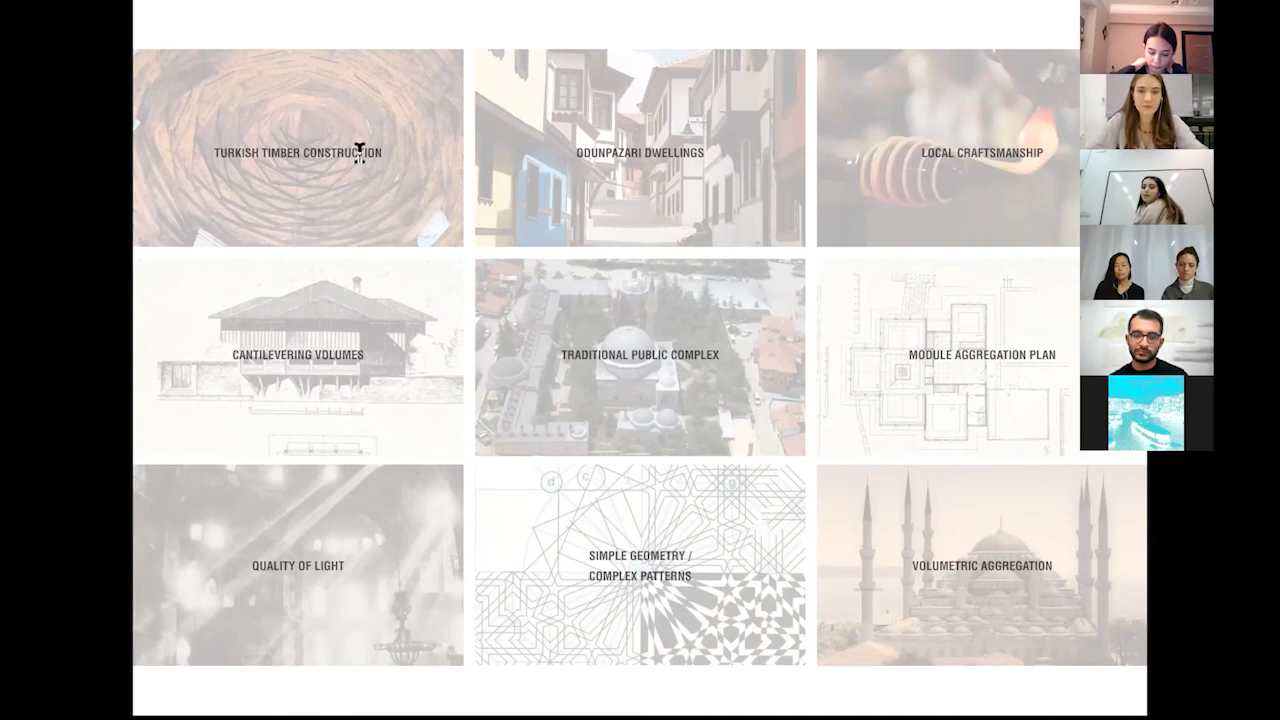 TURKISH TIMBER CONSTRUCTION
ODUNPAZARI DWELLINGS
LOCAL CRAFTSMANSHIP
CANTILEVERING VOLUMES
TRADITIONAL PUBLIC COMPLEX
MODULE AGGREGATION PLAN
QUALITY OF LIGHT
d
c
SIMPLE GEOMETRY /
COMPLEX PATTERNS
VOLUMETRIC AGGREGATION